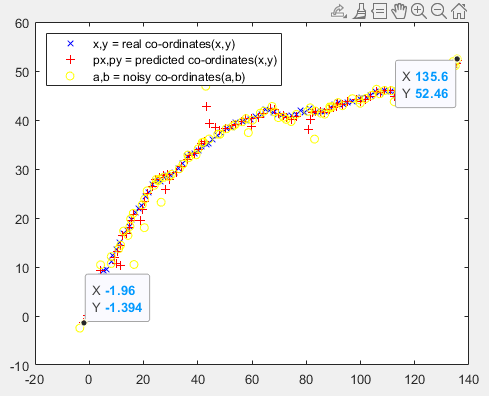 60
x,y = real co-ordinates(x,y)
px,py = predicted co-ordinates(x,y)
a,b = noisy co-ordinates(a,b)
X 135.6
Y 52.46
50
40
30
20
10
X -1.96
Y -1.394
0
-10
-20 0 20 40 60 80 100 120 140